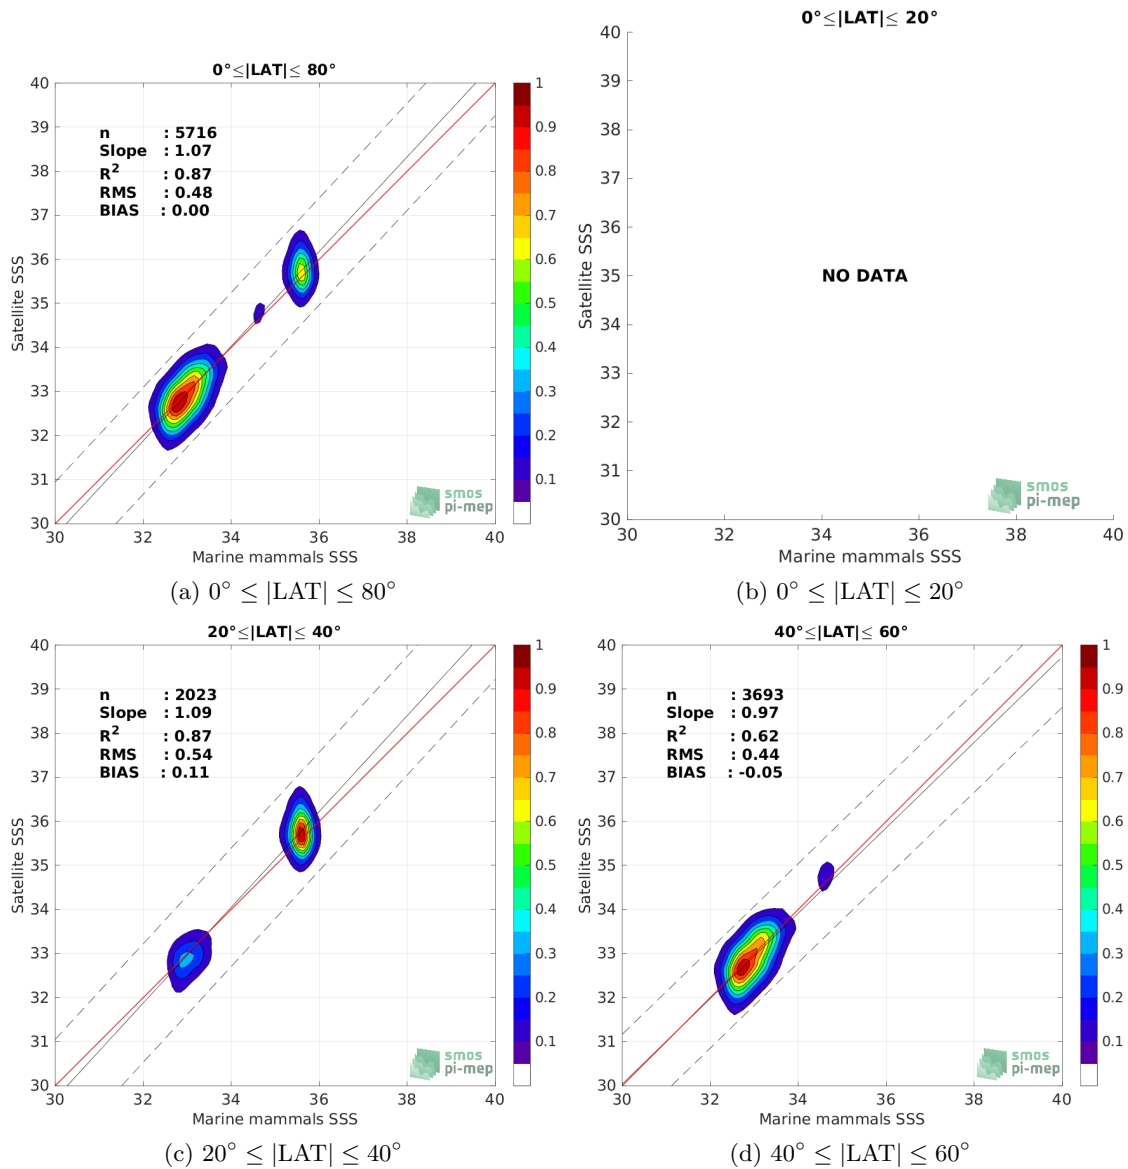 0°≤|LAT|≤ 80°
n : 5716
Slope : 1.07
R² : 0.87
RMS : 0.48
BIAS : 0.00
Satellite SSS
40
39
38
37
36
35
34
33
32
31
30
30 32 34 36 38 40
Marine mammals SSS
1
0.9
0.8
0.7
0.6
0.5
0.4
0.3
0.2
0.1
smos
pi-mep
(a) 0° ≤ |LAT| ≤ 80°
0°≤|LAT|≤ 20°
NO DATA
Satellite SSS
40
39
38
37
36
35
34
33
32
31
30
30 32 34 36 38 40
Marine mammals SSS
smos
pi-mep
(b) 0° ≤ |LAT| ≤ 20°
20°≤|LAT|≤ 40°
n : 2023
Slope : 1.09
R² : 0.87
RMS : 0.54
BIAS : 0.11
Satellite SSS
40
39
38
37
36
35
34
33
32
31
30
30 32 34 36 38 40
Marine mammals SSS
1
0.9
0.8
0.7
0.6
0.5
0.4
0.3
0.2
0.1
smos
pi-mep
(c) 20° ≤ |LAT| ≤ 40°
40°≤|LAT|≤ 60°
n : 3693
Slope : 0.97
R² : 0.62
RMS : 0.44
BIAS : -0.05
Satellite SSS
40
39
38
37
36
35
34
33
32
31
30
30 32 34 36 38 40
Marine mammals SSS
1
0.9
0.8
0.7
0.6
0.5
0.4
0.3
0.2
0.1
smos
pi-mep
(d) 40° ≤ |LAT| ≤ 60°